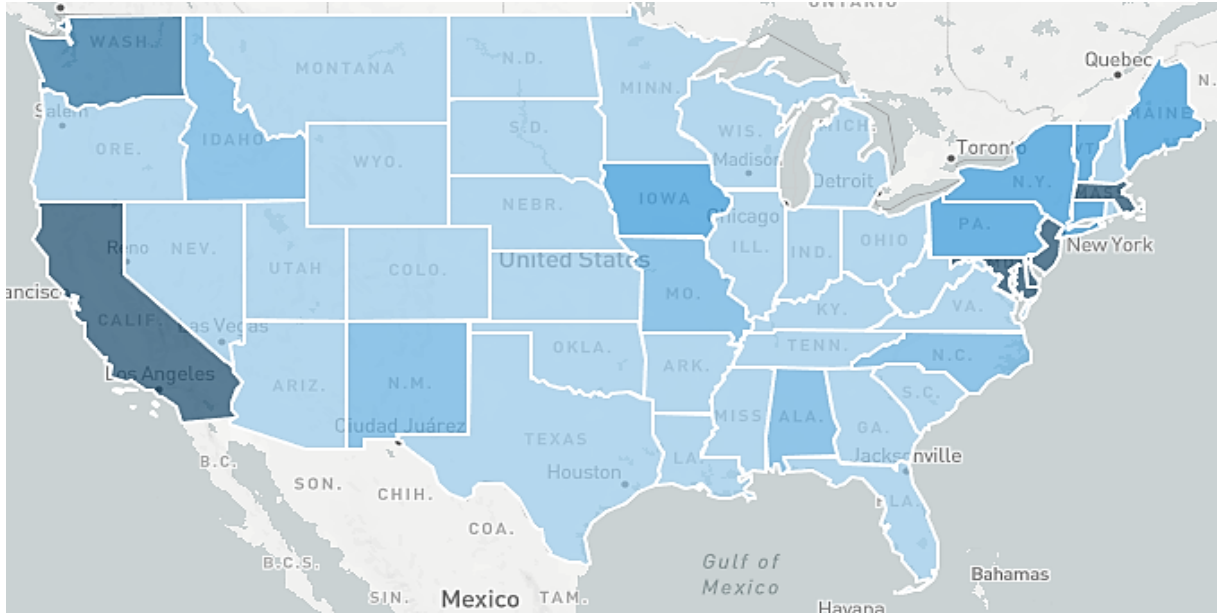 ONTARIO
WASH.
MONTANA
N.D.
MINN.
Quebec
N.
MAINE
Salem
ORE.
IDAHO
S.D.
WIS.
MICH.
Toronto
VT.
WYO.
Madison
Detroit
N.Y.
MASS.
IOWA
NEBR.
Chicago
PA.
New York
Reno
NEV.
UTAH
COLO.
United States
ILL.
IND.
OHIO
ancisc
CALIF.
Las Vegas
MO.
KY.
VA.
Los Angeles
ARIZ.
N.M.
OKLA.
ARK.
TENN.
N.C.
S.C.
Ciudad Juárez
TEXAS
MISS
ALA.
GA.
B.C.
SON.
CHIH.
Houston
LA.
Jacksonville
COA.
FLA.
B.C.S.
Gulf of
Mexico
Bahamas
SIN.
Mexico
TAM.
Havana